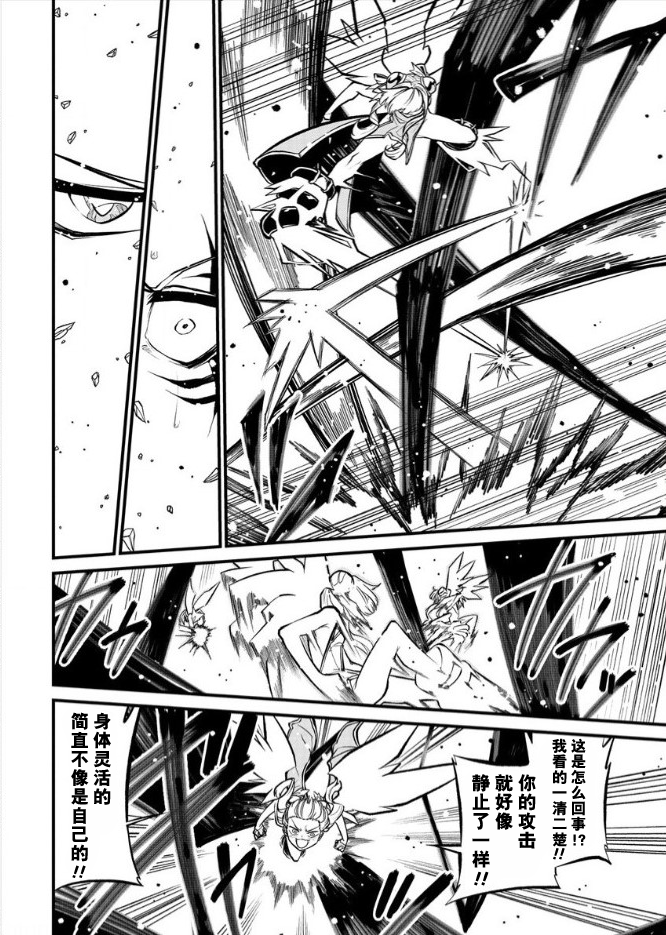 这是怎么回事!?
我看的一清二楚!!
你的攻击
就好像
静止了一样!!
身体灵活的
简直不像是自己的!!